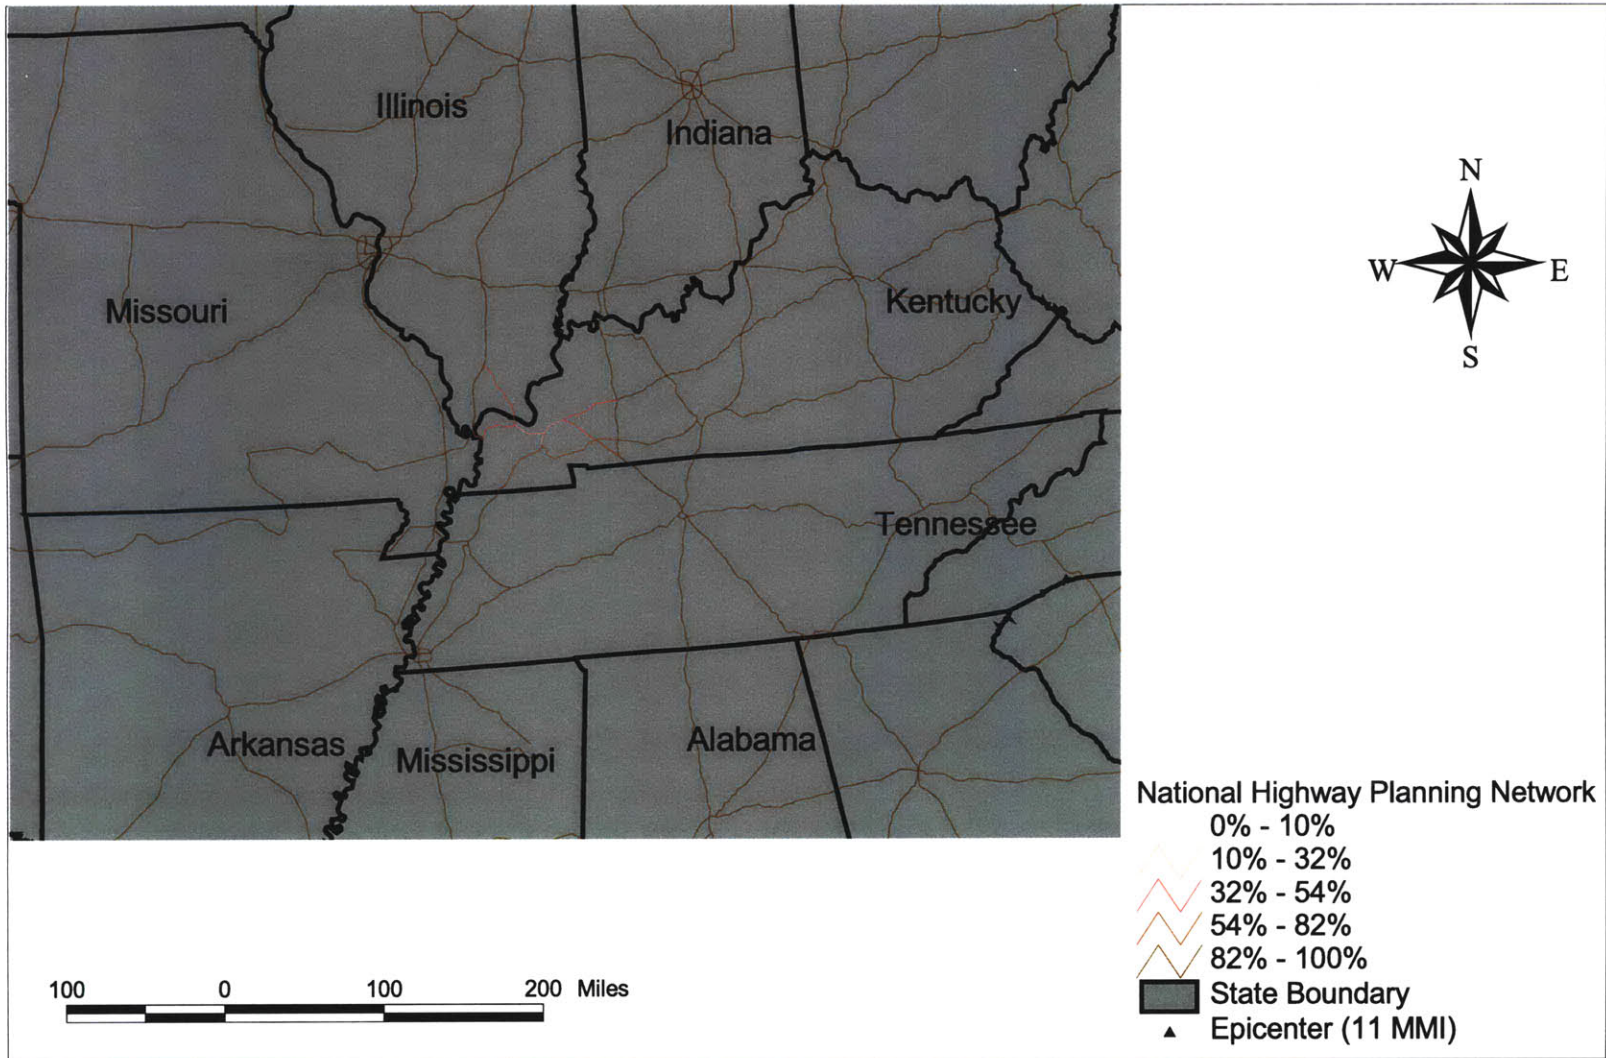 Illinois
Indiana
Missouri
Kentucky
Tennessee
Arkansas
Mississippi
Alabama
N
W
E
S
National Highway Planning Network
0% - 10%
10% - 32%
32% - 54%
54% - 82%
82% - 100%
State Boundary
Epicenter (11 MMI)
100 0 100 200 Miles